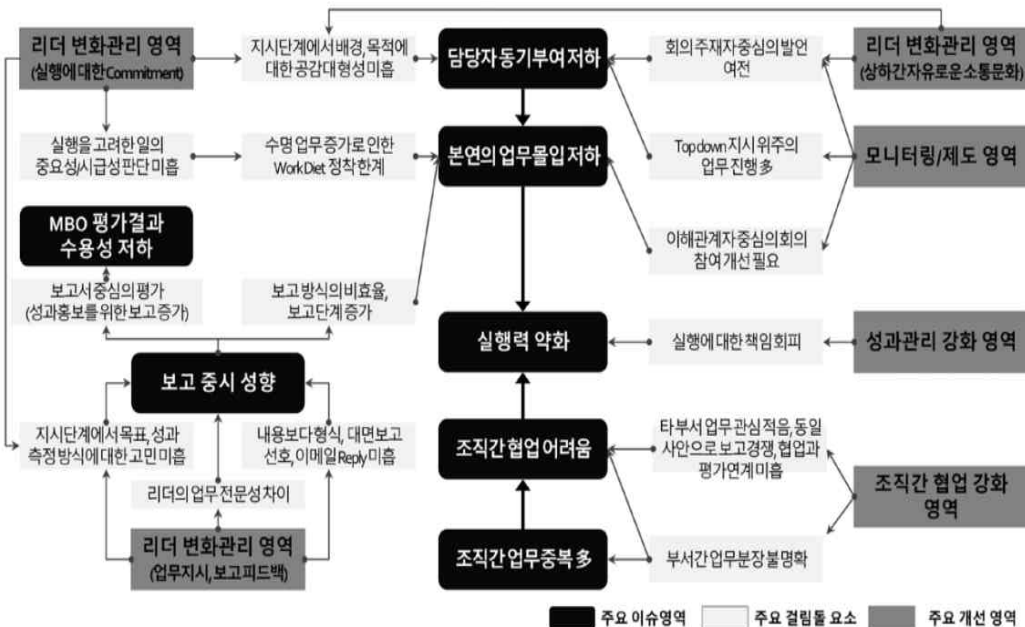 리더 변화관리 영역
(실행에 대한 Commitment)
지시단계에서 배경, 목적에
대한 공감대 형성 미흡
담당자 동기부여 저하
회의 주재자 중심의 발언
여전
리더 변화관리 영역
(상하간 자유로운 소통문화)
실행을 고려한 일의
중요성/시급성 판단 미흡
수명 업무 증가로 인한
Work Diet 정착 한계
본연의 업무몰입 저하
Top down 지시 위주의
업무 진행 多
모니터링/제도 영역
MBO 평가결과
수용성 저하
이해관계자 중심의 회의
참여 개선 필요
보고서 중심의 평가
(성과 홍보를 위한 보고 증가)
보고 방식의 비효율,
보고단계 증가
실행력 약화
실행에 대한 책임 회피
성과관리 강화 영역
보고 중시 성향
지시단계에서 목표, 성과
측정 방식에 대한 고민 미흡
내용보다 형식, 대면보고
선호, 이메일 Reply 미흡
조직간 협업 어려움
타 부서 업무 관심 적음, 동일
사안으로 보고 경쟁, 협업과
평가 연계 미흡
리더의 업무 전문성 차이
조직간 협업 강화
영역
리더 변화관리 영역
(업무지시, 보고 피드백)
조직간 업무중복 多
부서간 업무분장 불명확
주요 이슈영역
주요 걸림돌 요소
주요 개선 영역